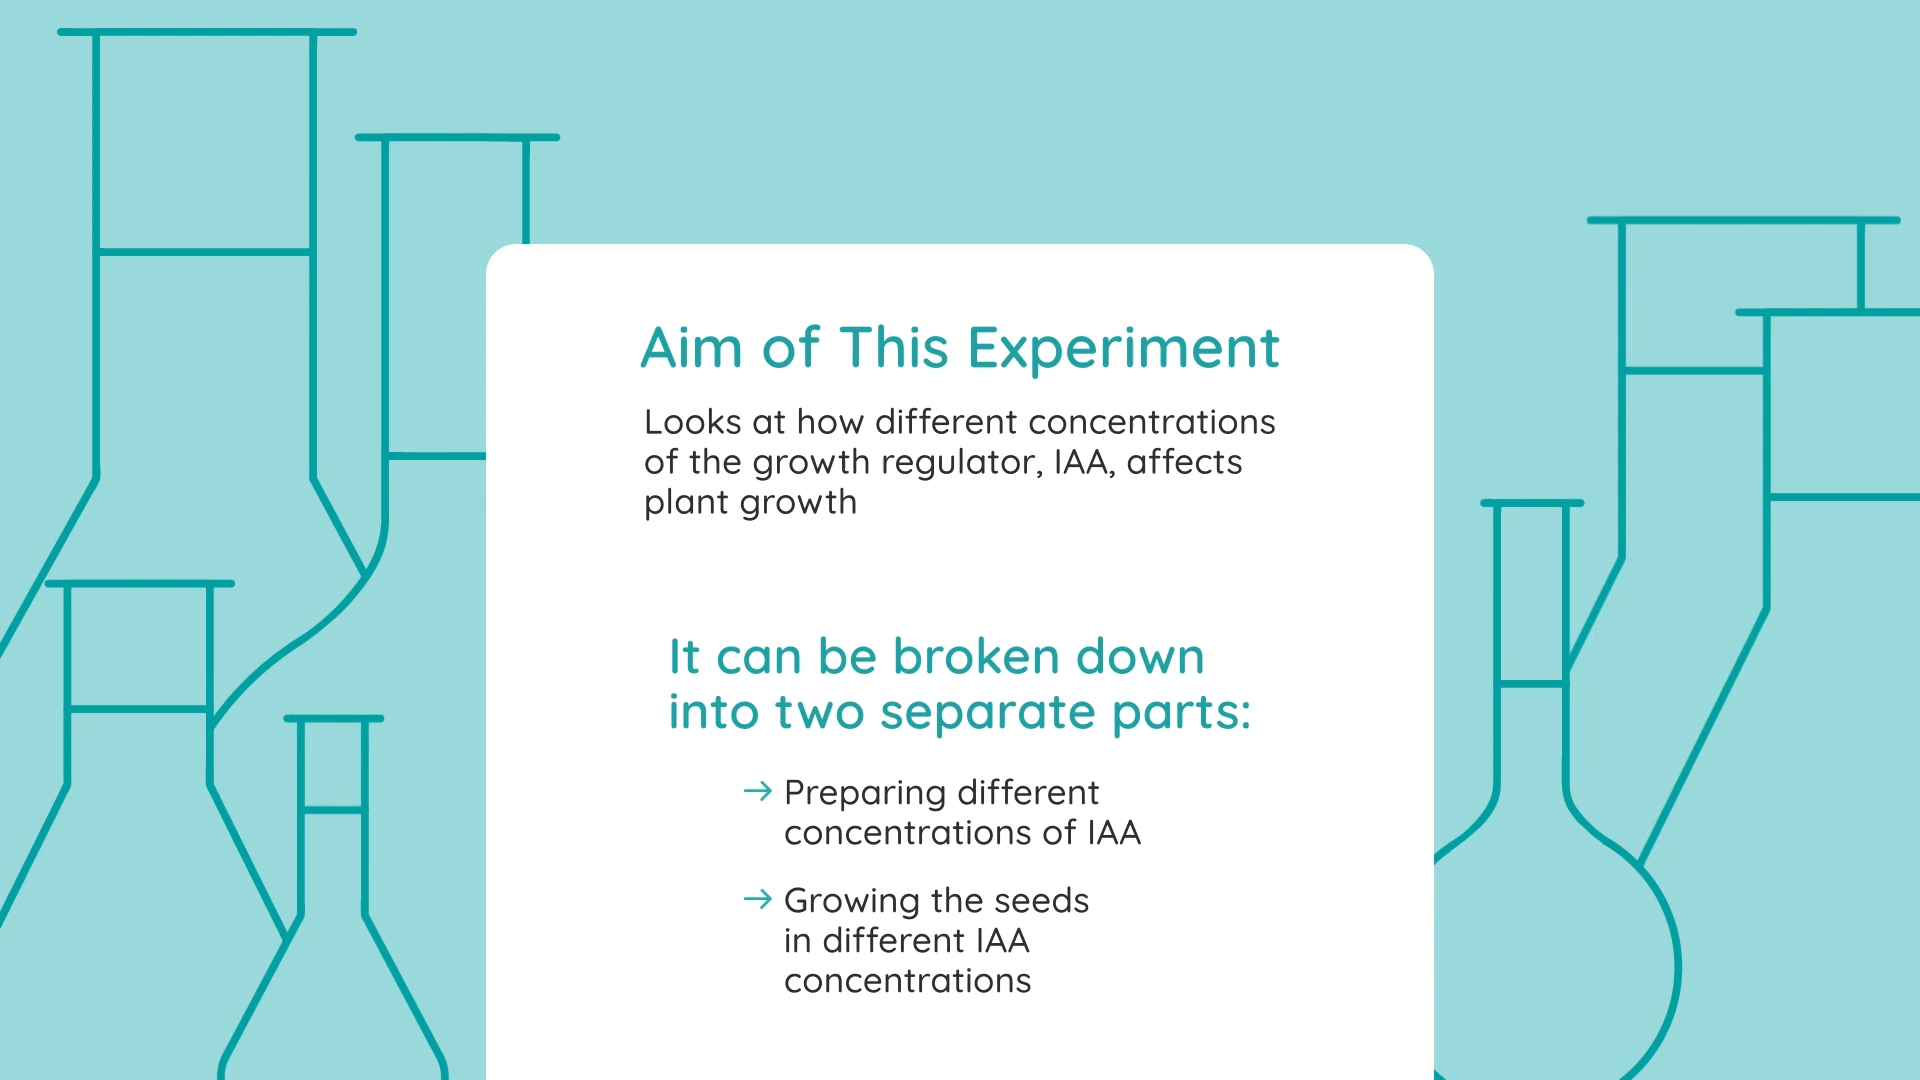 Aim of This Experiment
Looks at how different concentrations
of the growth regulator, IAA, affects
plant growth
It can be broken down
into two separate parts:
→ Preparing different
concentrations of IAA
→ Growing the seeds
in different IAA
concentrations